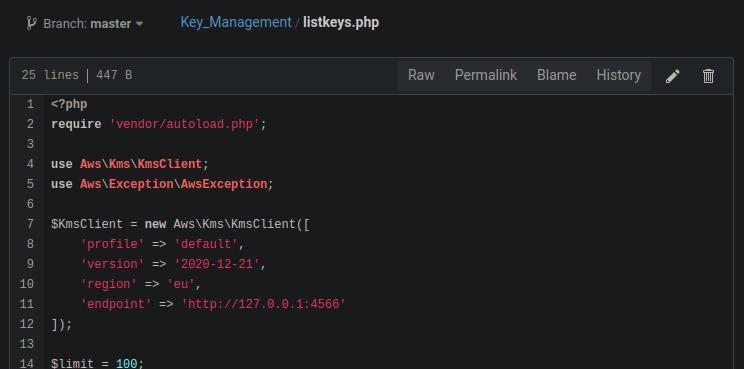 Branch: master Key_Management / listkeys.php
25 lines | 447 B Raw Permalink Blame History
1 <?php
2 require 'vendor/autoload.php';
3
4 use Aws\Kms\KmsClient;
5 use Aws\Exception\AwsException;
6
7 $KmsClient = new Aws\Kms\KmsClient([
8     'profile' => 'default',
9     'version' => '2020-12-21',
10     'region' => 'eu',
11     'endpoint' => 'http://127.0.0.1:4566'
12 ]);
13
14 $limit = 100;